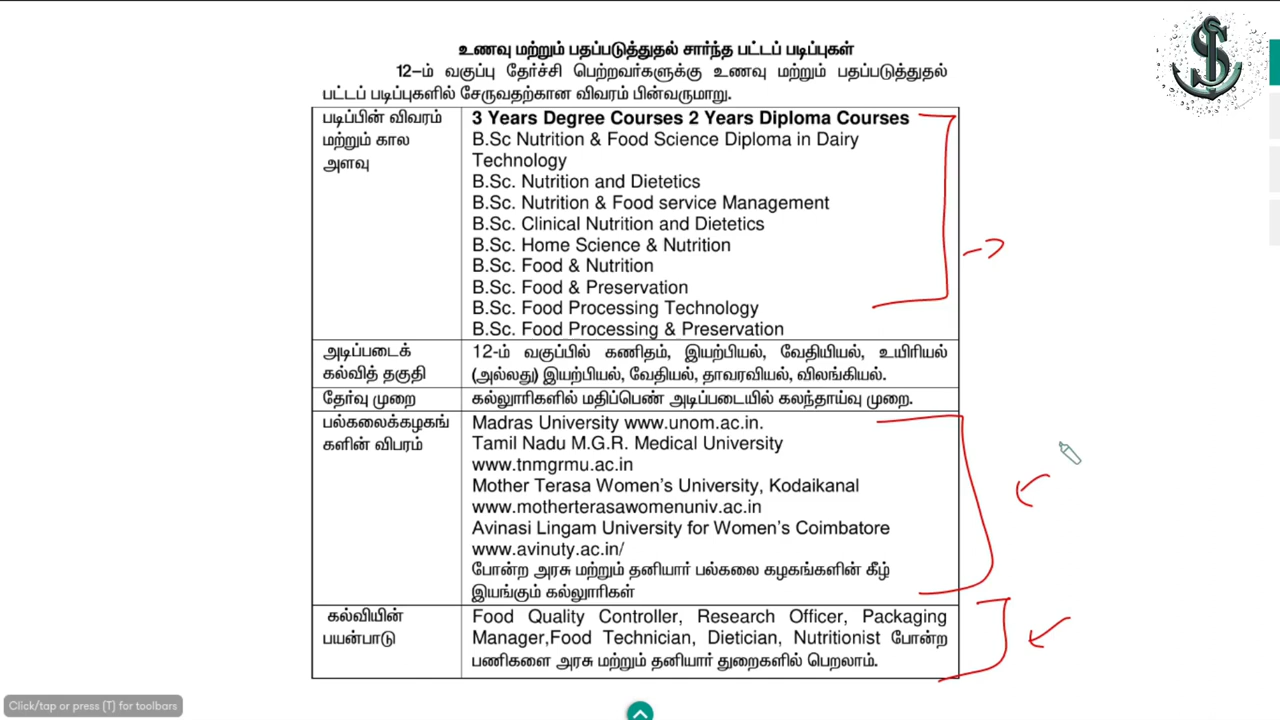 உணவு மற்றும் பதப்படுத்துதல் சார்ந்த பட்டப் படிப்புகள்
12–ம் வகுப்பு தேர்ச்சி பெற்றவர்களுக்கு உணவு மற்றும் பதப்படுத்துதல்
பட்டப் படிப்புகளில் சேருவதற்கான விவரம் பின்வருமாறு.
படிப்பின் விவரம்
மற்றும் கால
அளவு
3 Years Degree Courses 2 Years Diploma Courses
B.Sc Nutrition & Food Science Diploma in Dairy
Technology
B.Sc. Nutrition and Dietetics
B.Sc. Nutrition & Food service Management
B.Sc. Clinical Nutrition and Dietetics
B.Sc. Home Science & Nutrition
B.Sc. Food & Nutrition
B.Sc. Food & Preservation
B.Sc. Food Processing Technology
B.Sc. Food Processing & Preservation
அடிப்படைக்
கல்வித் தகுதி
12-ம் வகுப்பில் கணிதம், இயற்பியல், வேதியியல், உயிரியல்
(அல்லது) இயற்பியல், வேதியல், தாவரவியல், விலங்கியல்.
தேர்வு முறை
கல்லூரிகளில் மதிப்பெண் அடிப்படையில் கலந்தாய்வு முறை.
பல்கலைக்கழகங்
களின் விபரம்
Madras University www.unom.ac.in.
Tamil Nadu M.G.R. Medical University
www.tnmgrmu.ac.in
Mother Terasa Women's University, Kodaikanal
www.motherterasawomenuniv.ac.in
Avinasi Lingam University for Women's Coimbatore
www.avinuty.ac.in/
போன்ற அரசு மற்றும் தனியார் பல்கலை கழகங்களின் கீழ்
இயங்கும் கல்லூரிகள்
கல்வியின்
பயன்பாடு
Food Quality Controller, Research Officer, Packaging
Manager,Food Technician, Dietician, Nutritionist போன்ற
பணிகளை அரசு மற்றும் தனியார் துறைகளில் பெறலாம்.
Click/tap or press (T) for toolbars